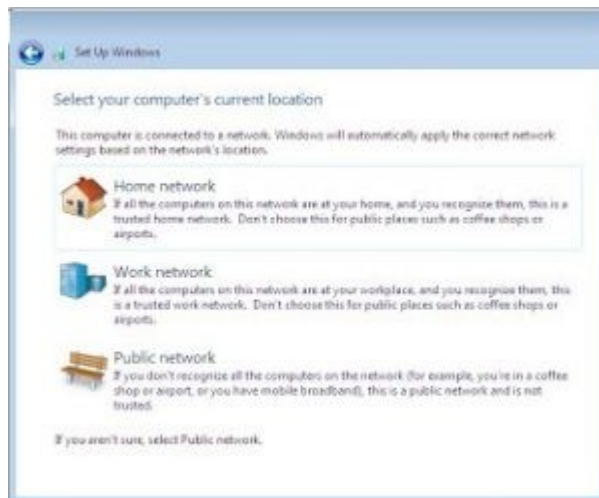 Set Up Windows
Select your computer's current location
This computer is connected to a network. Windows will automatically apply the correct network
settings based on the network's location.
Home network
If all the computers on this network are at your home, and you recognize them, this is a
trusted home network. Don't choose this for public places such as coffee shops or
airports.
Work network
If all the computers on this network are at your workplace, and you recognize them, this
is a trusted work network. Don't choose this for public places such as coffee shops or
airports.
Public network
If you don't recognize all the computers on the network (for example, you're in a coffee
shop or airport, or you have mobile broadband), this is a public network and is not
trusted.
If you aren't sure, select Public network.